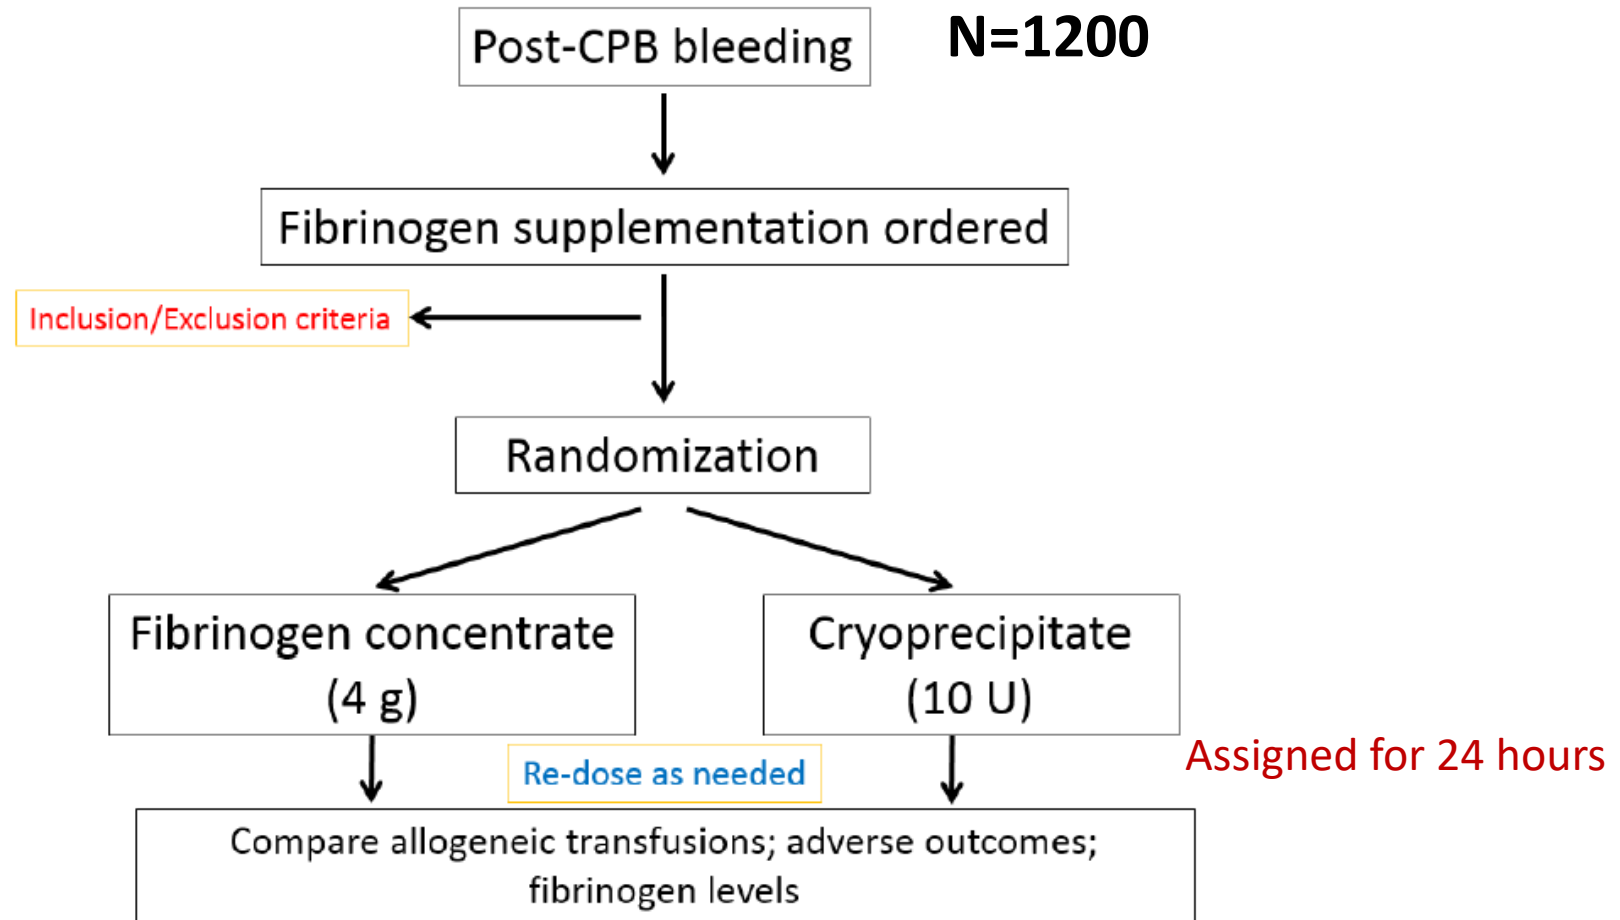 Post-CPB bleeding
N=1200
Fibrinogen supplementation ordered
Inclusion/Exclusion criteria
Randomization
Fibrinogen concentrate
(4 g)
Cryoprecipitate
(10 U)
Assigned for 24 hours
Re-dose as needed
Compare allogeneic transfusions; adverse outcomes;
fibrinogen levels